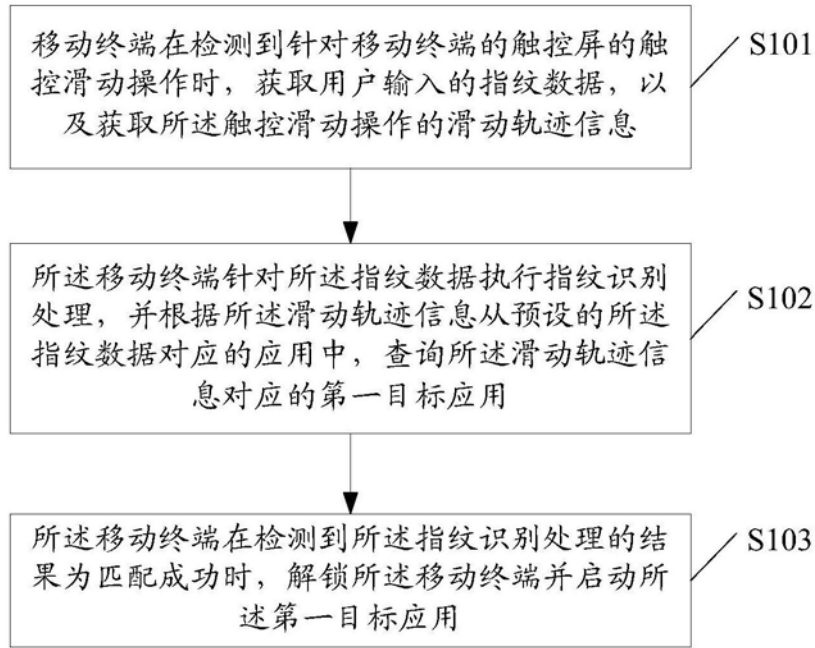 移动终端在检测到针对移动终端的触控屏的触
控滑动操作时，获取用户输入的指纹数据，以
及获取所述触控滑动操作的滑动轨迹信息
S101
所述移动终端针对所述指纹数据执行指纹识别
处理，并根据所述滑动轨迹信息从预设的所述
指纹数据对应的应用中，查询所述滑动轨迹信
息对应的第一目标应用
S102
所述移动终端在检测到所述指纹识别处理的结
果为匹配成功时，解锁所述移动终端并启动所
述第一目标应用
S103